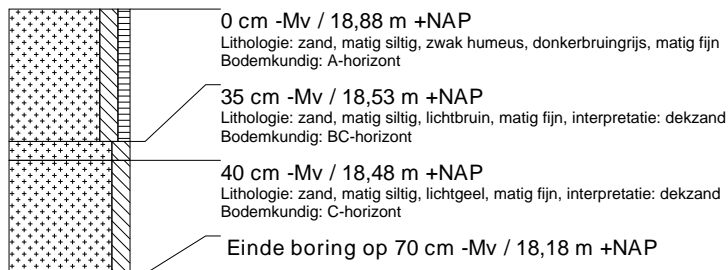 0 cm -Mv / 18,88 m +NAP
Lithologie: zand, matig siltig, zwak humeus, donkerbruingrijs, matig fijn
Bodemkundig: A-horizont
35 cm -Mv / 18,53 m +NAP
Lithologie: zand, matig siltig, lichtbruin, matig fijn, interpretatie: dekzand
Bodemkundig: BC-horizont
40 cm -Mv / 18,48 m +NAP
Lithologie: zand, matig siltig, lichtgeel, matig fijn, interpretatie: dekzand
Bodemkundig: C-horizont
Einde boring op 70 cm -Mv / 18,18 m +NAP